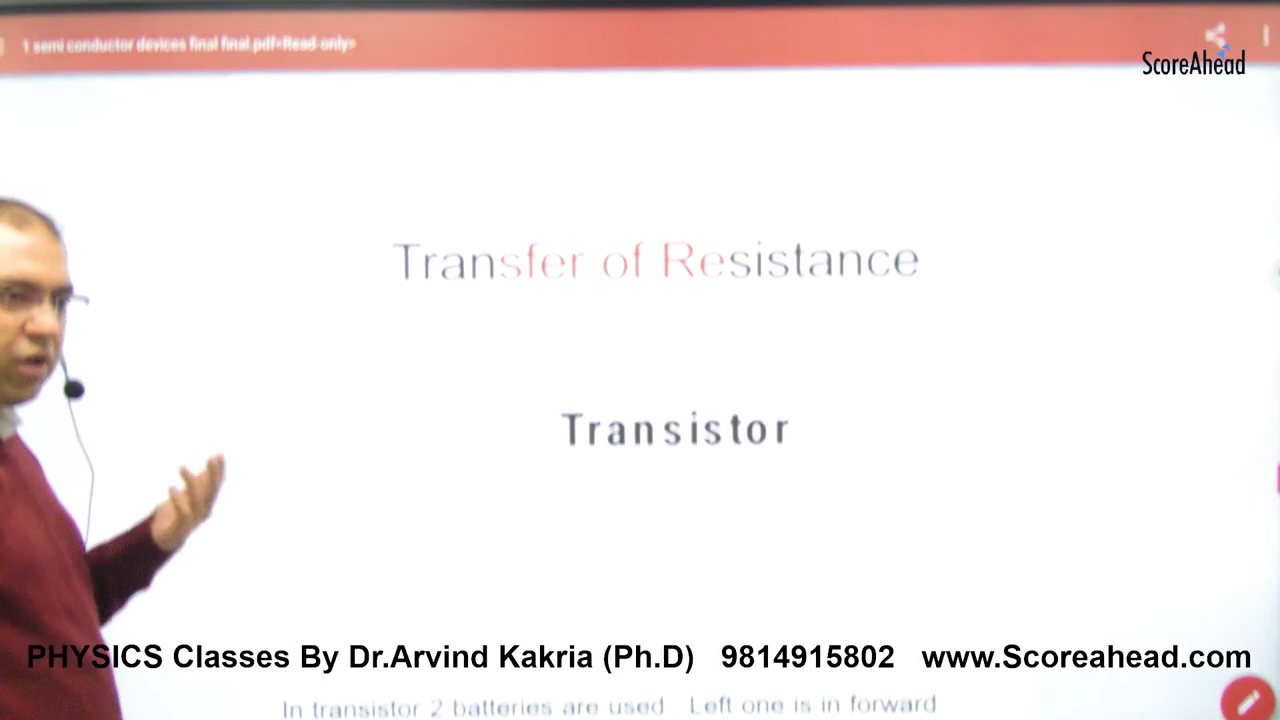 1 semi conductor devices final final.pdf<Read-only>
ScoreAhead
Transfer of Resistance
Transistor
PHYSICS Classes By Dr.Arvind Kakria (Ph.D) 9814915802 www.Scoreahead.com
In transistor 2 batteries are used Left one is in forward